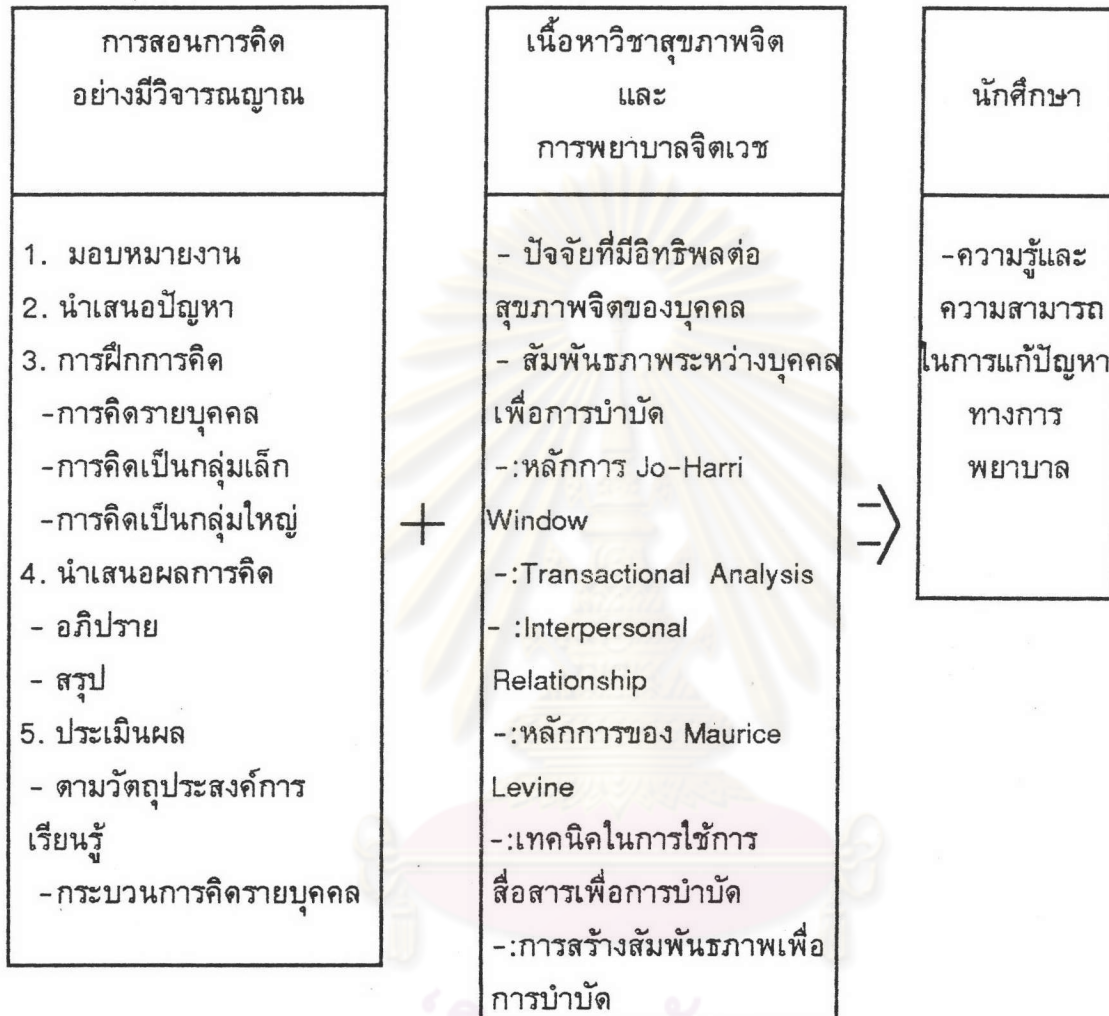 การสอนการคิด
อย่างมีวิจารณญาณ
1. มอบหมายงาน
2. นำเสนอปัญหา
3. การฝึกการคิด
-การคิดรายบุคคล
-การคิดเป็นกลุ่มเล็ก
-การคิดเป็นกลุ่มใหญ่
4. นำเสนอผลการคิด
- อภิปราย
- สรุป
5. ประเมินผล
- ตามวัตถุประสงค์การ
เรียนรู้
-กระบวนการคิดรายบุคคล
+
เนื้อหาวิชาสุขภาพจิต
และ
การพยาบาลจิตเวช
- ปัจจัยที่มีอิทธิพลต่อ
สุขภาพจิตของบุคคล
- สัมพันธภาพระหว่างบุคคล
เพื่อการบำบัด
-:หลักการ Jo-Harri
Window
-:Transactional Analysis
- :Interpersonal
Relationship
-:หลักการของ Maurice
Levine
-:เทคนิคในการใช้การ
สื่อสารเพื่อการบำบัด
-:การสร้างสัมพันธภาพเพื่อ
การบำบัด
นักศึกษา
-ความรู้และ
ความสามารถ
ในการแก้ปัญหา
ทางการ
พยาบาล